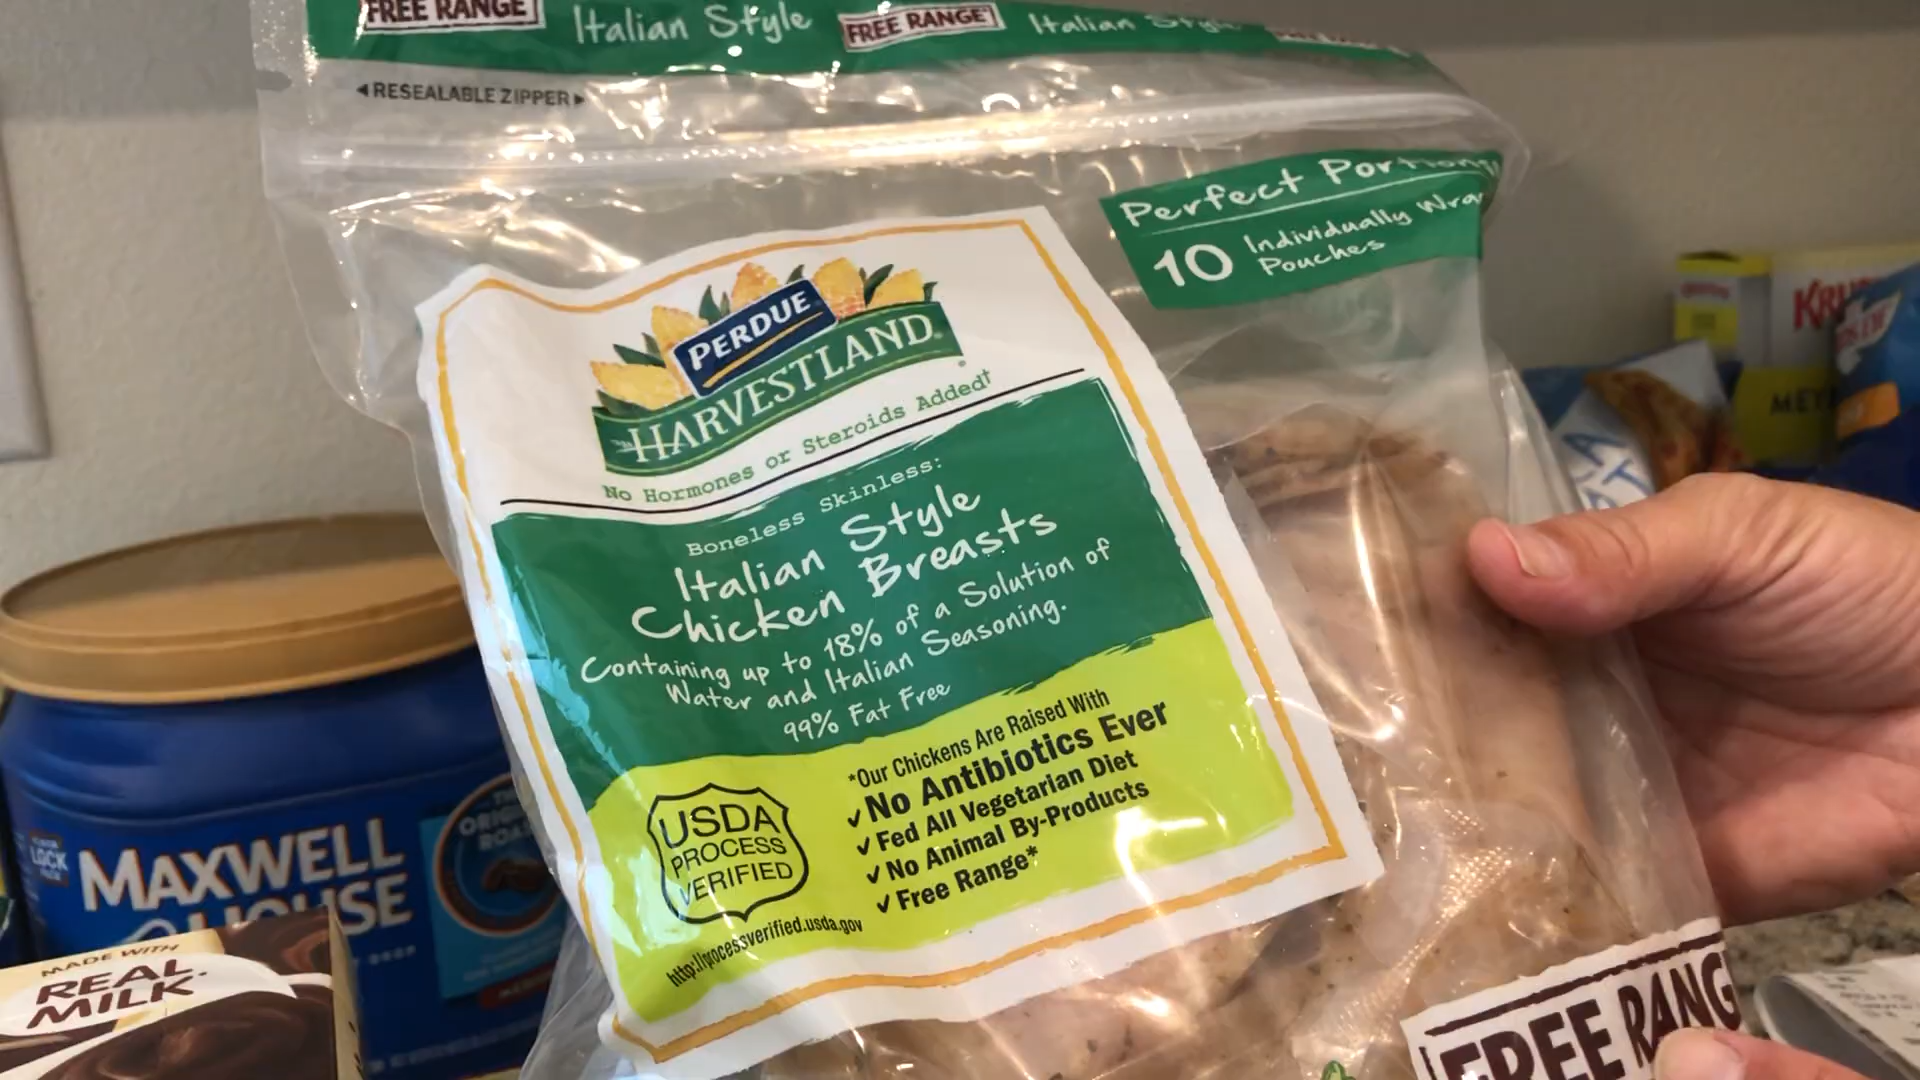 FREE RANGE
Italian Style
FREE RANGE
Italian Style
◄RESEALABLE ZIPPER►
Perfect Portions
10
Individually
Pouches
PERDUE
HARVESTLAND
No Hormones or Steroids Added†
Boneless Skinless:
Italian Style
Chicken Breasts
Containing up to 18% of a Solution of
Water and Italian Seasoning.
99% Fat Free
*Our Chickens Are Raised With
✓No Antibiotics Ever
✓Fed All Vegetarian Diet
✓No Animal By-Products
✓Free Range*
USDA
PROCESS
VERIFIED
http://processverified.usda.gov
FREE RANG
LOCK
MAXWELL
HOUSE
MADE WITH
REAL
MILK